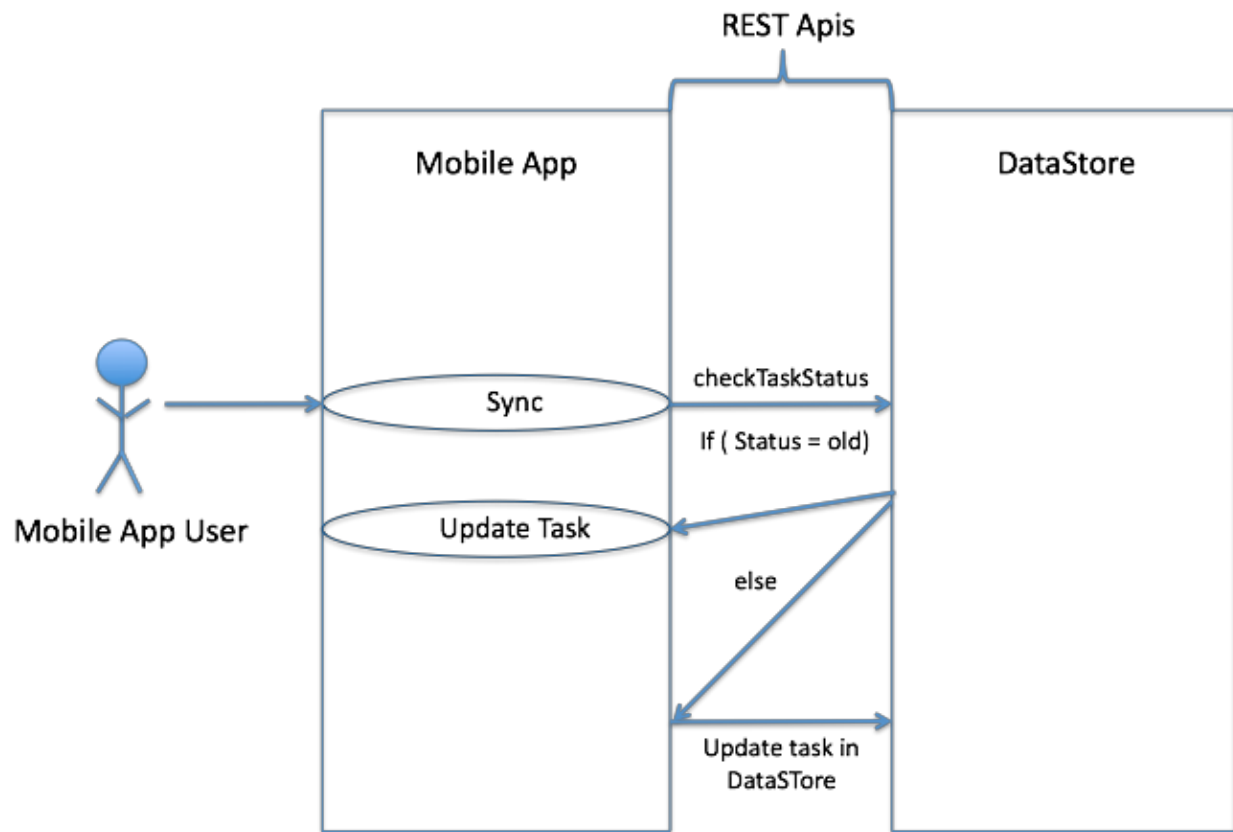 REST Apis
Mobile App
DataStore
checkTaskStatus
Sync
If ( Status = old)
Mobile App User
Update Task
else
Update task in
DataSTore